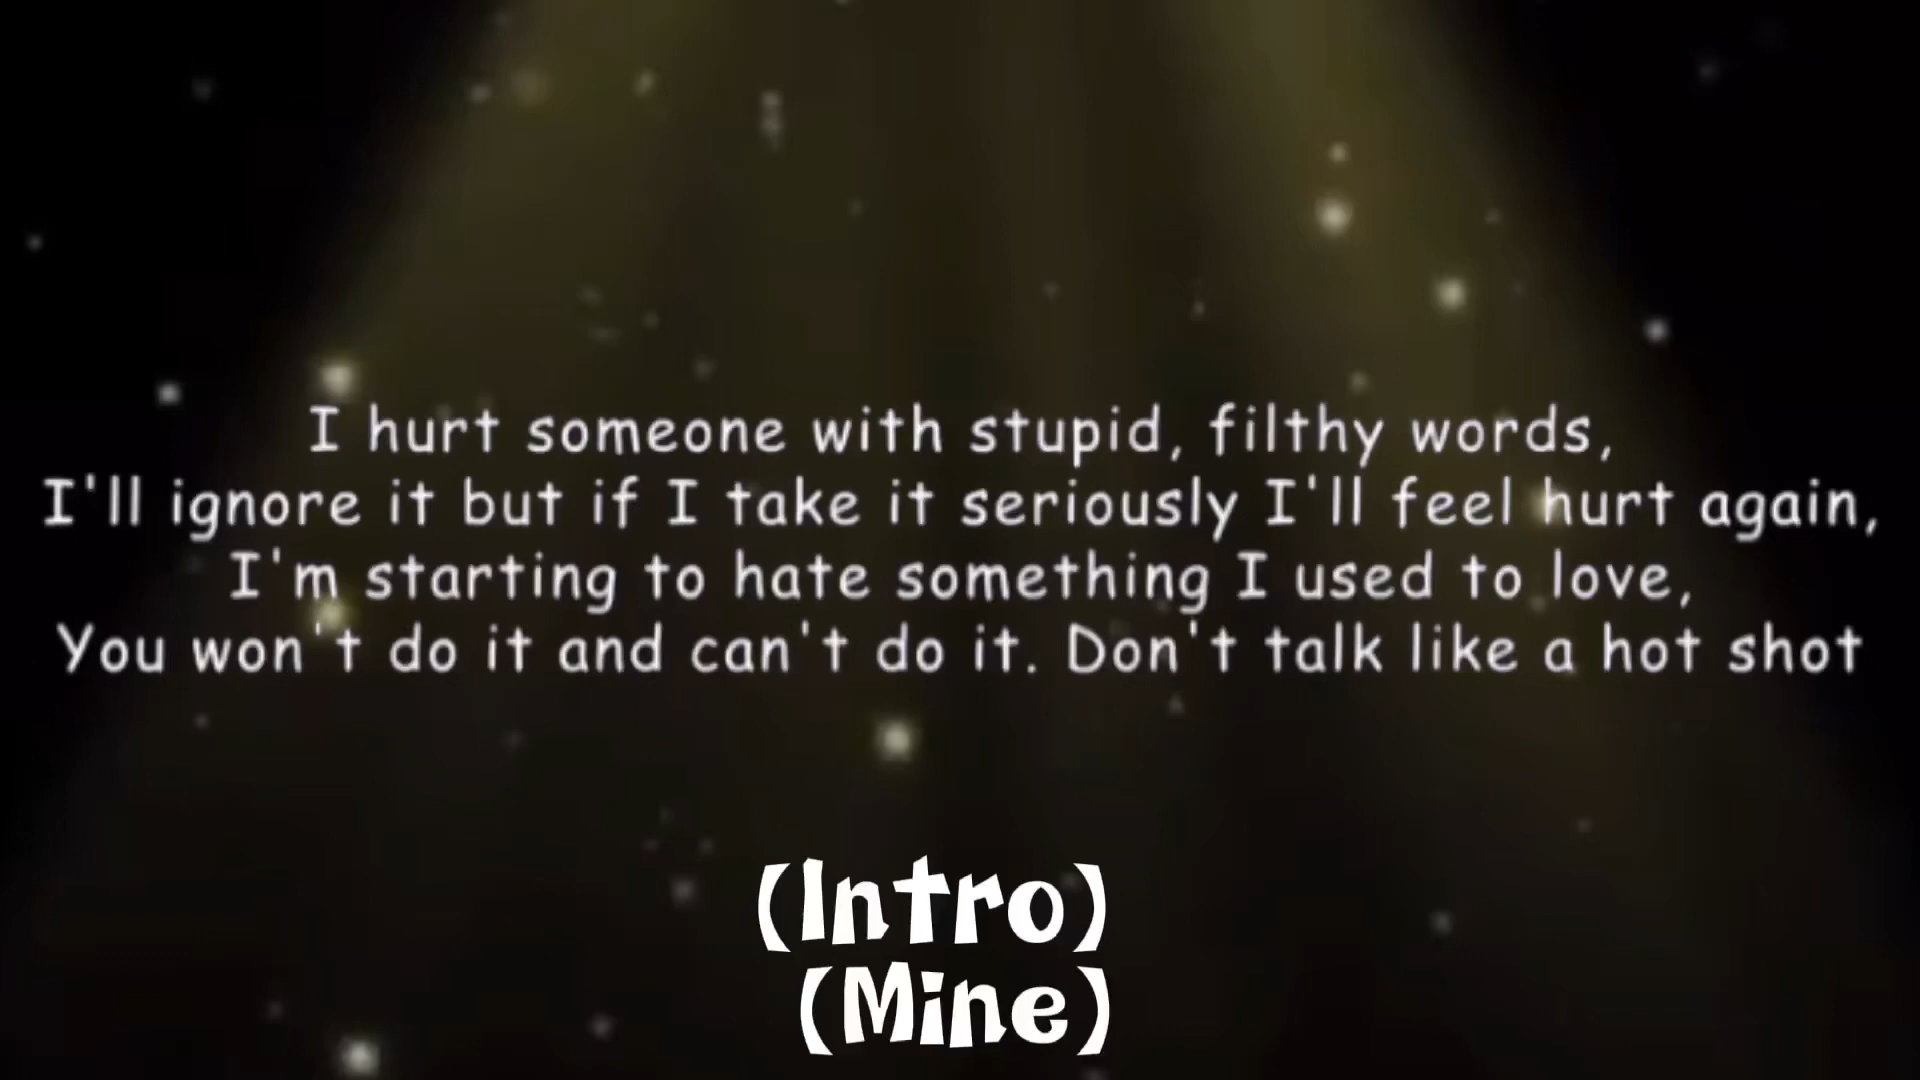 I hurt someone with stupid, filthy words,
I'll ignore it but if I take it seriously I'll feel hurt again,
I'm starting to hate something I used to love,
You won't do it and can't do it. Don't talk like a hot shot
(Intro)
(Mine)